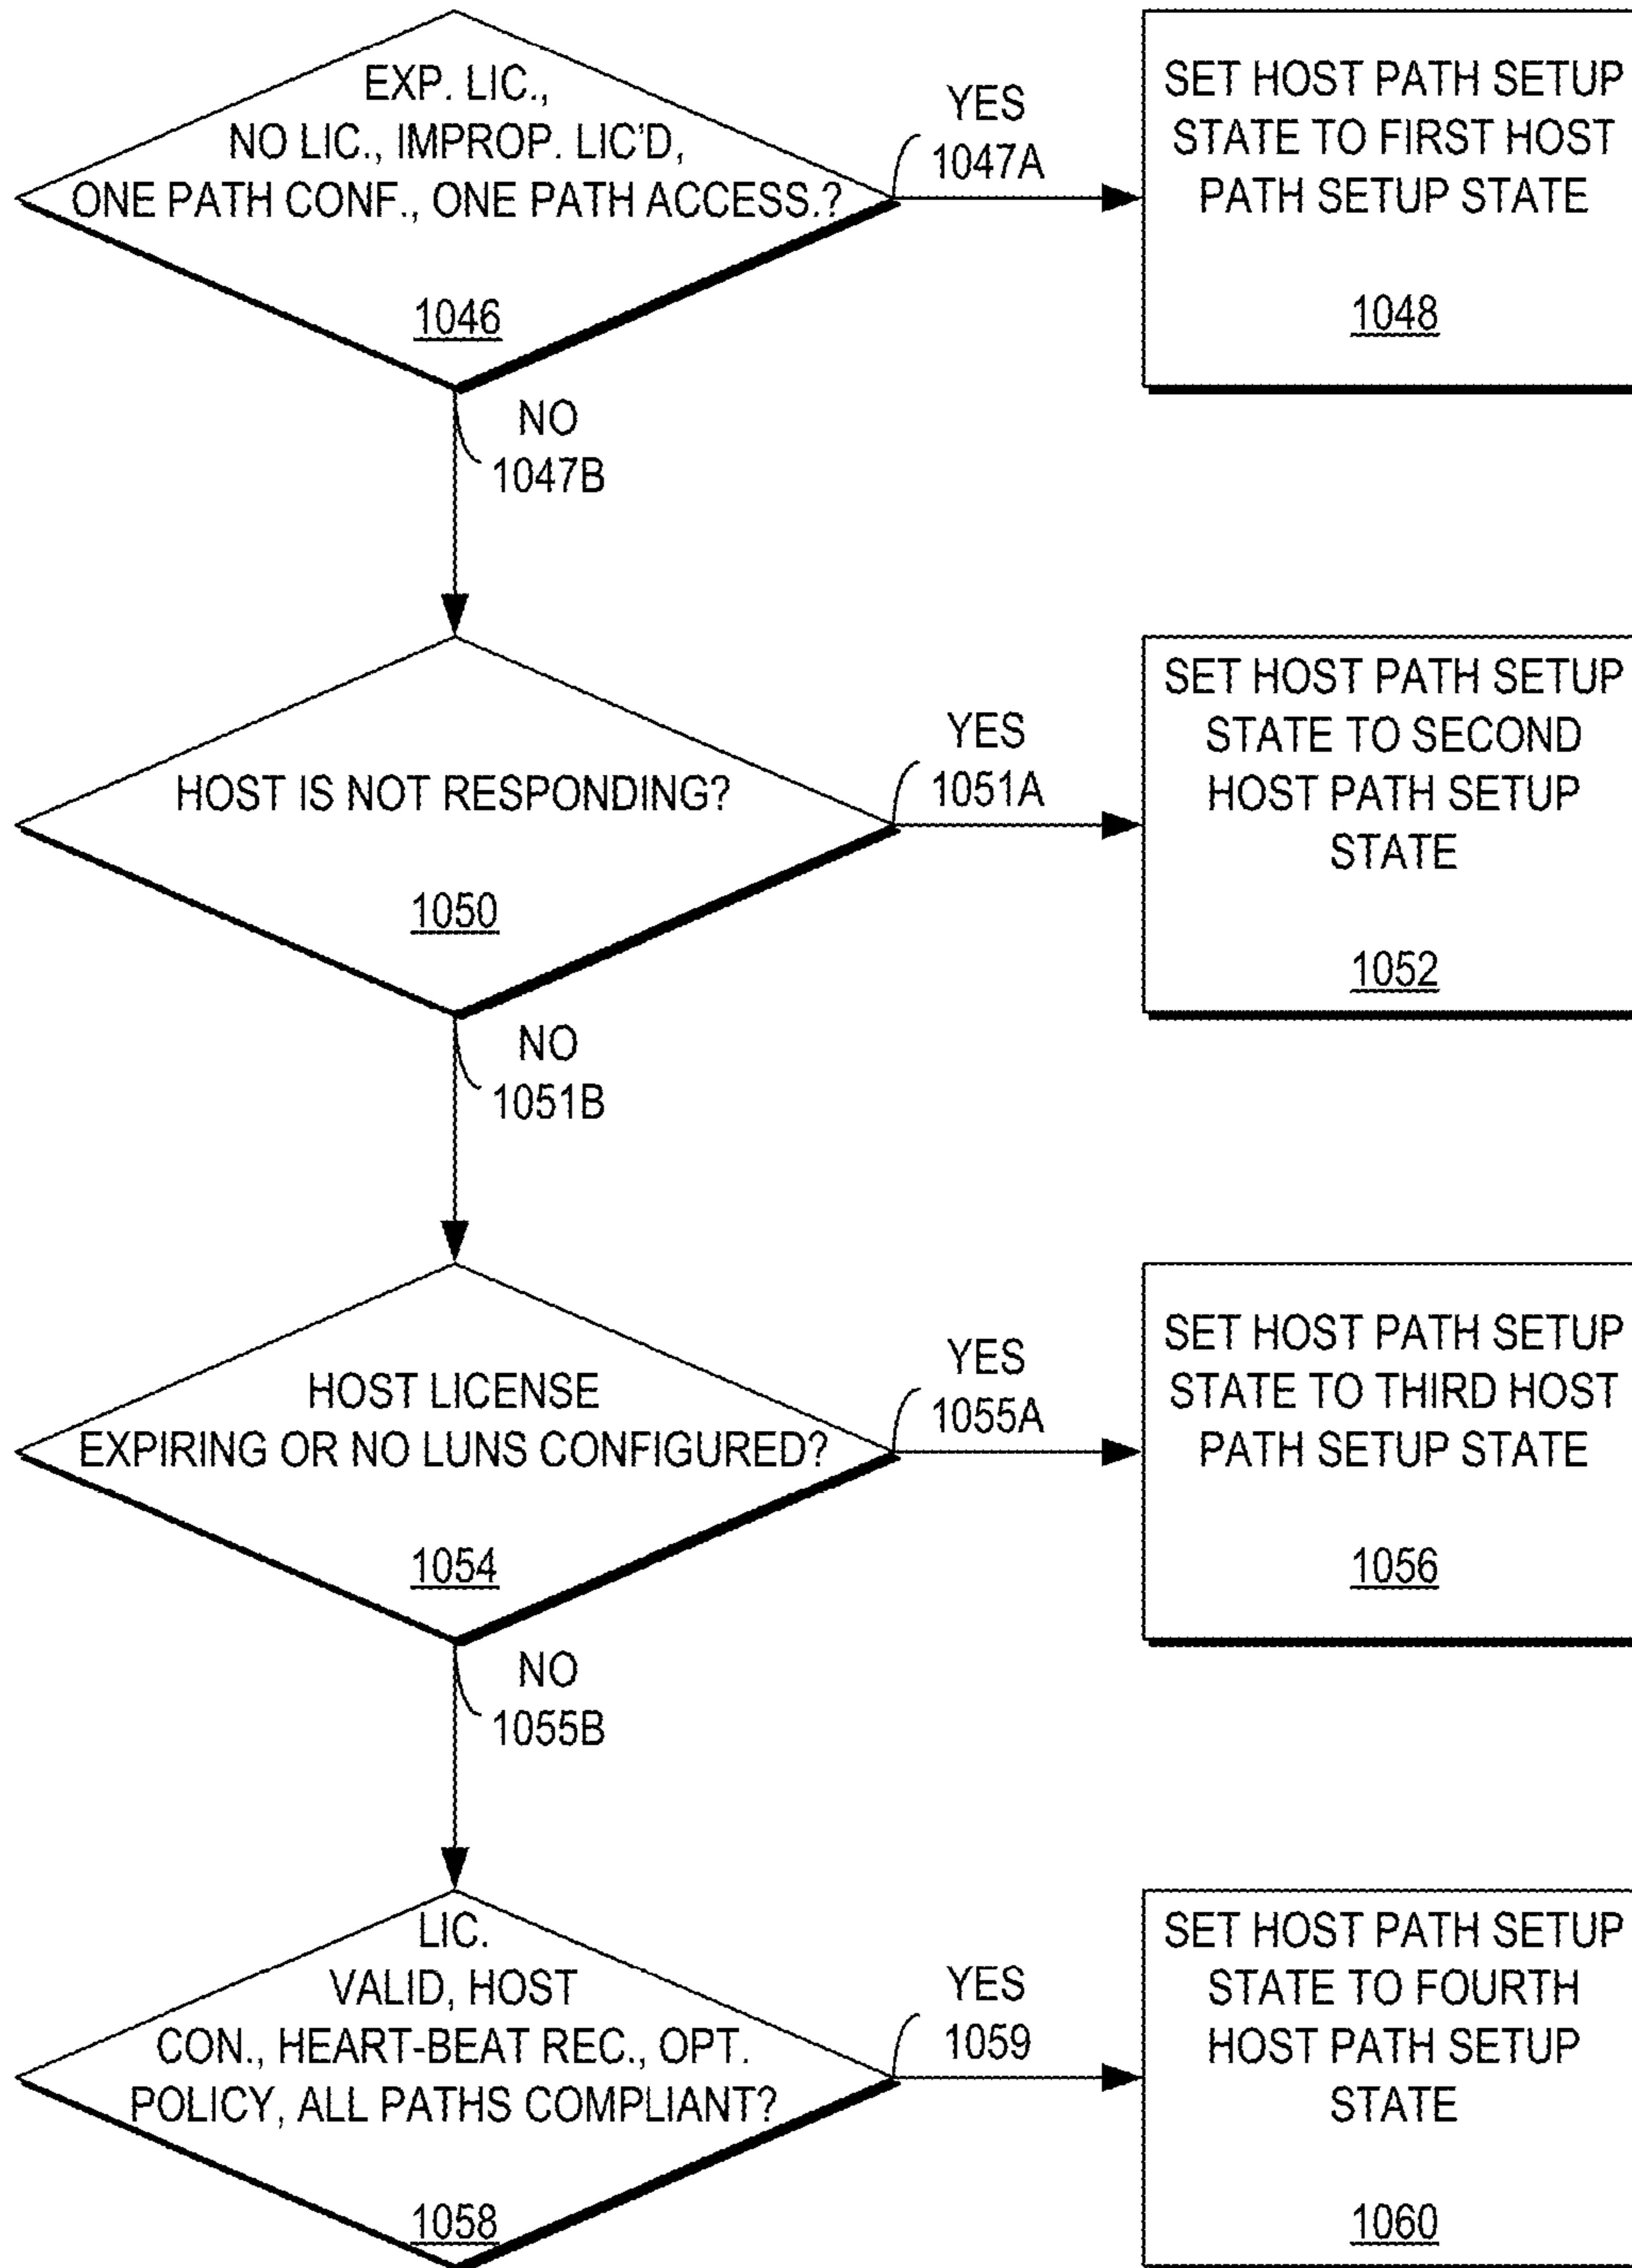 EXP. LIC.,
NO LIC., IMPROP. LIC'D,
ONE PATH CONF., ONE PATH ACCESS.?
1046
YES
1047A
SET HOST PATH SETUP
STATE TO FIRST HOST
PATH SETUP STATE
1048
NO
1047B
HOST IS NOT RESPONDING?
1050
YES
1051A
SET HOST PATH SETUP
STATE TO SECOND
HOST PATH SETUP
STATE
1052
NO
1051B
HOST LICENSE
EXPIRING OR NO LUNS CONFIGURED?
1054
YES
1055A
SET HOST PATH SETUP
STATE TO THIRD HOST
PATH SETUP STATE
1056
NO
1055B
LIC.
VALID, HOST
CON., HEART-BEAT REC., OPT.
POLICY, ALL PATHS COMPLIANT?
1058
YES
1059
SET HOST PATH SETUP
STATE TO FOURTH
HOST PATH SETUP
STATE
1060